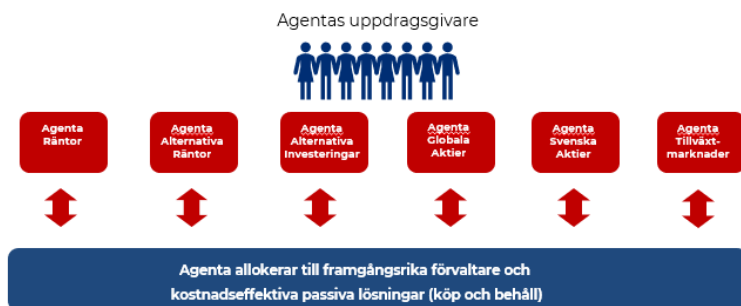 Agentas uppdragsgivare
Agenta
Räntor
Agenta
Alternativa
Räntor
Agenta
Alternativa
Investeringar
Agenta
Globala
Aktier
Agenta
Svenska
Aktier
Agenta
Tillväxt-
marknader
Agenta allokerar till framgångsrika förvaltare och
kostnadseffektiva passiva lösningar (köp och behåll)